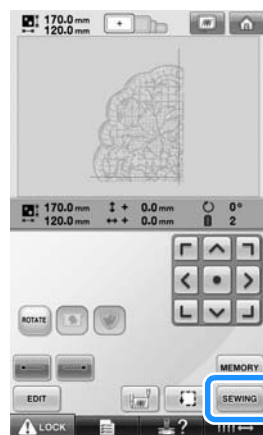 170.0 mm
120.0 mm
170.0 mm + 0.0 mm 0°
120.0 mm + 0.0 mm 2
ROTATE
MEMORY
EDIT SEWING
LOCK ?